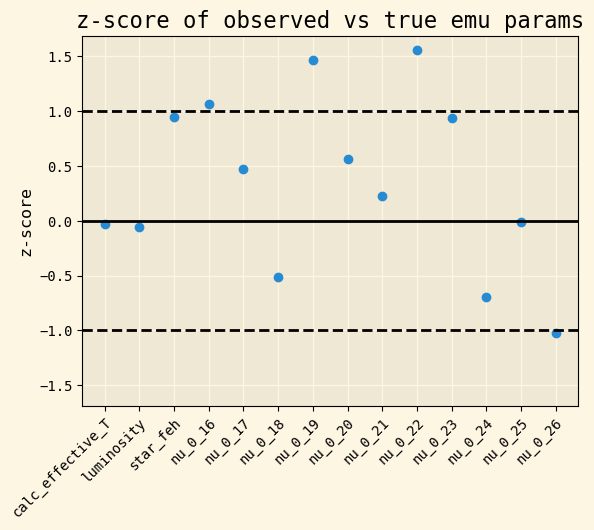 z-score of observed vs true emu params
z-score
1.5
1.0
0.5
0.0
−0.5
−1.0
−1.5
calc_effective_T
luminosity
star_feh
nu_0_16
nu_0_17
nu_0_18
nu_0_19
nu_0_20
nu_0_21
nu_0_22
nu_0_23
nu_0_24
nu_0_25
nu_0_26